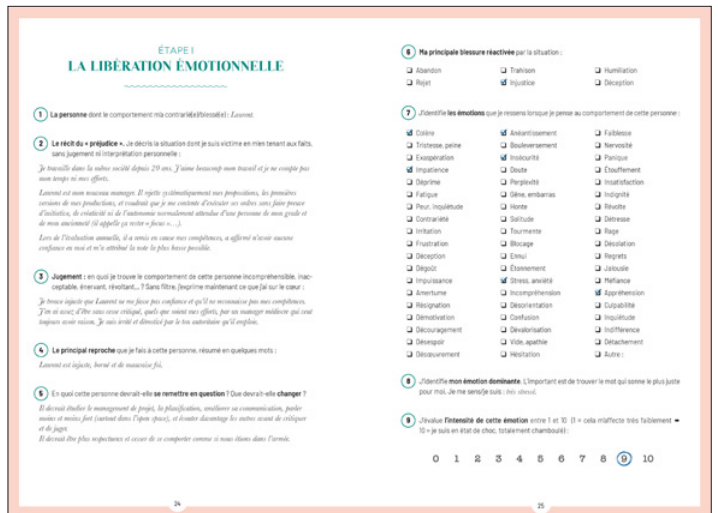 ÉTAPE I
LA LIBÉRATION ÉMOTIONNELLE
1 La personne dont le comportement m'a contrarié(e)/blessé(e) : Laurent.
2 Le récit du « préjudice ». Je décris la situation dont je suis victime en m'en tenant aux faits,
sans jugement ni interprétation personnelle :
Je travaille dans la même société depuis 29 ans. J'aime beaucoup mon travail et je ne compte pas
mon temps ni mes efforts.
Laurent est mon nouveau manager. Il rejette systématiquement mes propositions, les premières
versions de mes productions, et voudrait que je me contente d'exécuter ses ordres sans faire preuve
d'initiative, de créativité ni de l'autonomie normalement attendue d'une personne de mon grade et
de mon ancienneté (il appelle ça rester « focus »…).
Lors de l'évaluation annuelle, il a remis en cause mes compétences, a affirmé n'avoir aucune
confiance en moi et m'a attribué la note la plus basse possible.
3 Jugement : en quoi je trouve le comportement de cette personne incompréhensible, inac-
ceptable, énervant, révoltant… ? Sans filtre, j'exprime maintenant ce que j'ai sur le cœur :
Je trouve injuste que Laurent ne me fasse pas confiance et qu'il ne reconnaisse pas mes compétences.
J'en ai assez d'être sans cesse critiqué, quels que soient mes efforts, par un manager médiocre qui veut
toujours avoir raison. Je suis irrité et démotivé par le ton autoritaire qu'il emploie.
4 Le principal reproche que je fais à cette personne, résumé en quelques mots :
Laurent est injuste, borné et de mauvaise foi.
5 En quoi cette personne devrait-elle se remettre en question ? Que devrait-elle changer ?
Il devrait étudier le management de projet, la planification, améliorer sa communication, parler
moins et moins fort (surtout dans l'open space), et écouter davantage les autres avant de critiquer
et de juger.
Il devrait être plus respectueux et cesser de se comporter comme si nous étions dans l'armée.
24
6 Ma principale blessure réactivée par la situation :
Abandon Trahison Humiliation
Rejet Injustice Déception
7 J'identifie les émotions que je ressens lorsque je pense au comportement de cette personne :
Colère Anéantissement Faiblesse
Tristesse, peine Bouleversement Nervosité
Exaspération Insécurité Panique
Impatience Doute Étouffement
Déprime Perplexité Insatisfaction
Fatigue Gêne, embarras Indignité
Peur, inquiétude Honte Révolte
Contrariété Solitude Détresse
Irritation Tourmente Rage
Frustration Blocage Désolation
Déception Ennui Regrets
Dégoût Étonnement Jalousie
Impuissance Stress, anxiété Méfiance
Amertume Incompréhension Appréhension
Résignation Désorientation Culpabilité
Démotivation Confusion Inquiétude
Découragement Dévalorisation Indifférence
Désespoir Vide, apathie Détachement
Désœuvrement Hésitation Autre :
8 J'identifie mon émotion dominante. L'important est de trouver le mot qui sonne le plus juste
pour moi. Je me sens/je suis : très stressé.
9 J'évalue l'intensité de cette émotion entre 1 et 10 (1 = cela m'affecte très faiblement ➡
10 = je suis en état de choc, totalement chamboulé) :
0 1 2 3 4 5 6 7 8 9 10
25